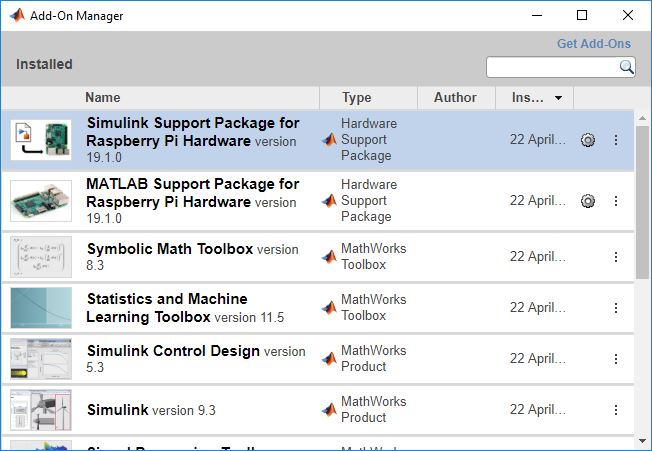 Add-On Manager
Get Add-Ons
Installed
Name Type Author Ins...
Simulink Support Package for
Raspberry Pi Hardware version
19.1.0
Hardware
Support
Package
22 April...
MATLAB Support Package for
Raspberry Pi Hardware version
19.1.0
Hardware
Support
Package
22 April...
Symbolic Math Toolbox version
8.3
MathWorks
Toolbox
22 April...
Statistics and Machine
Learning Toolbox version 11.5
MathWorks
Toolbox
22 April...
Simulink Control Design version
5.3
MathWorks
Product
22 April...
Simulink version 9.3
MathWorks
Product
22 April...